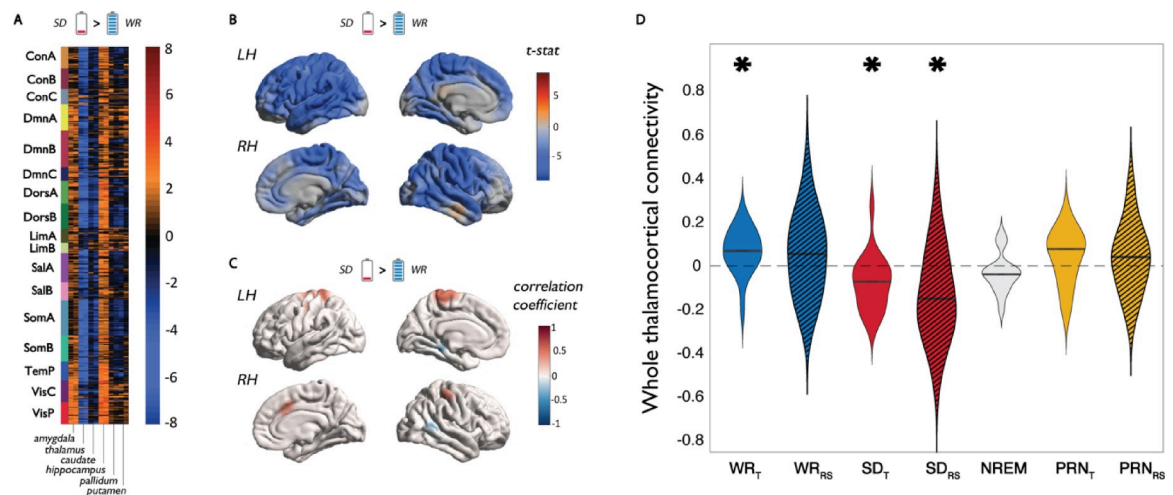 A
SD > WR
ConA
ConB
ConC
DmnA
DmnB
DmnC
DorsA
DorsB
LimA
LimB
SalA
SalB
SomA
SomB
TemP
VisC
VisP
8
6
4
2
0
-2
-4
-6
-8
amygdala
thalamus
caudate
hippocampus
pallidum
putamen
B
SD > WR
LH
RH
t-stat
5
0
-5
C
SD > WR
LH
RH
correlation
coefficient
1
0.5
0
-0.5
-1
D
Whole thalamocortical connectivity
0.8
0.6
0.4
0.2
0
-0.2
-0.4
-0.6
-0.8
* * *
WR_T WR_RS SD_T SD_RS NREM PRN_T PRN_RS